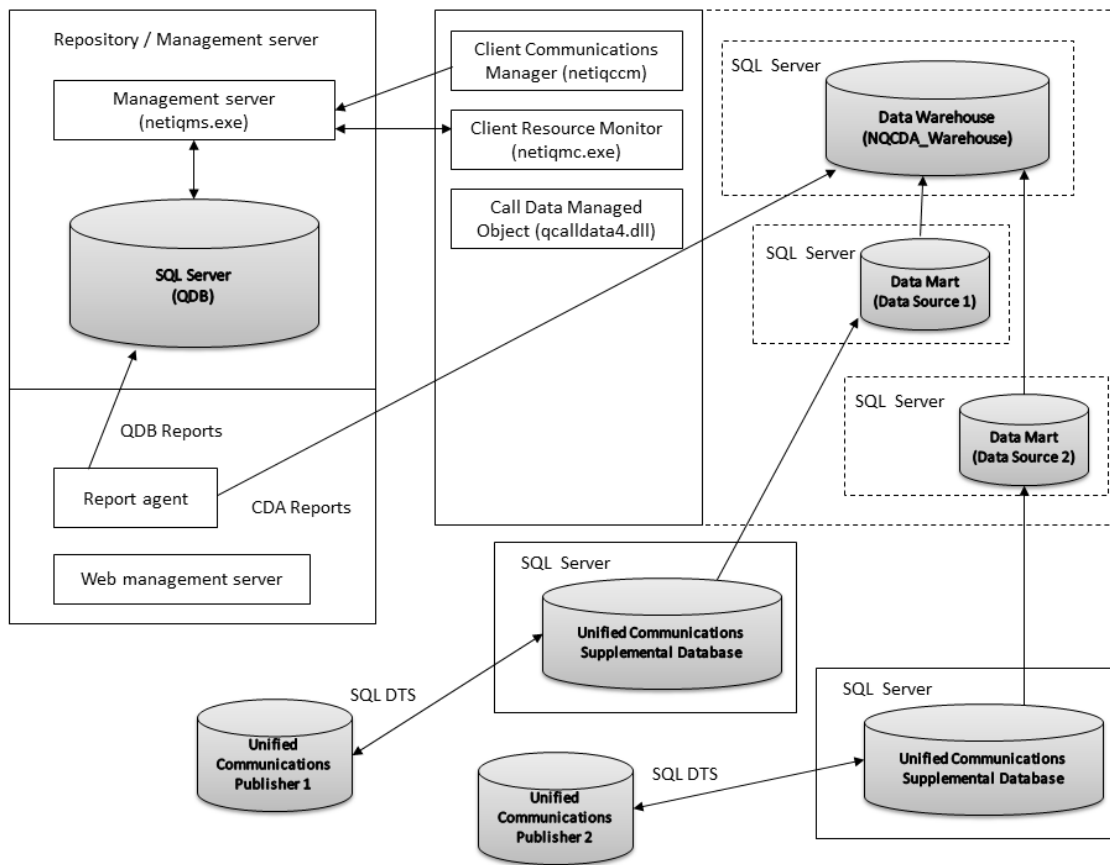 Repository / Management server
Management server
(netiqms.exe)
SQL Server
(QDB)
QDB Reports
Report agent
CDA Reports
Web management server
Client Communications
Manager (netiqccm)
Client Resource Monitor
(netiqmc.exe)
Call Data Managed
Object (qcalldata4.dll)
SQL Server
Data Warehouse
(NQCDA_Warehouse)
SQL Server
Data Mart
(Data Source 1)
SQL Server
Data Mart
(Data Source 2)
SQL Server
Unified Communications
Supplemental Database
SQL DTS
Unified
Communications
Publisher 1
SQL Server
Unified Communications
Supplemental Database
SQL DTS
Unified
Communications
Publisher 2